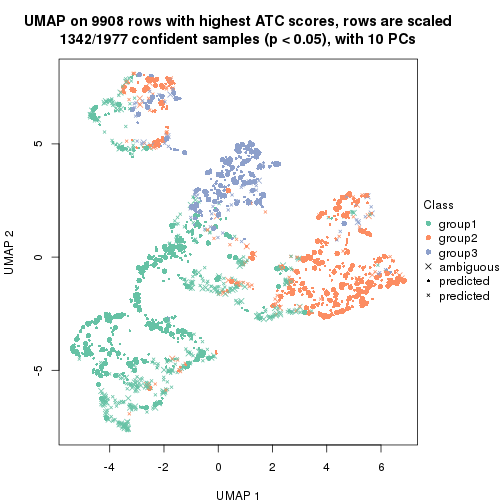 UMAP on 9908 rows with highest ATC scores, rows are scaled
1342/1977 confident samples (p < 0.05), with 10 PCs
5
0
-5
UMAP 2
-4
-2
0
2
4
6
UMAP 1
Class
group1
group2
group3
ambiguous
predicted
predicted